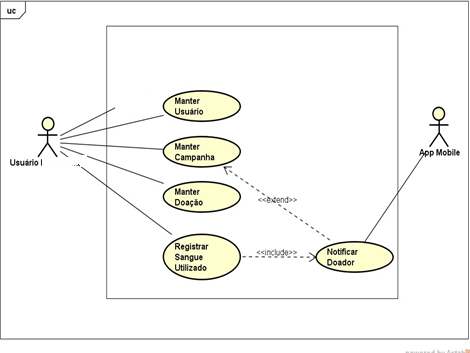 uc
Manter
Usuário
Manter
Campanha
Usuário
App Mobile
Manter
Doação
<<extend>>
Registrar
Sangue
Utilizado
<<include>>
Notificar
Doador